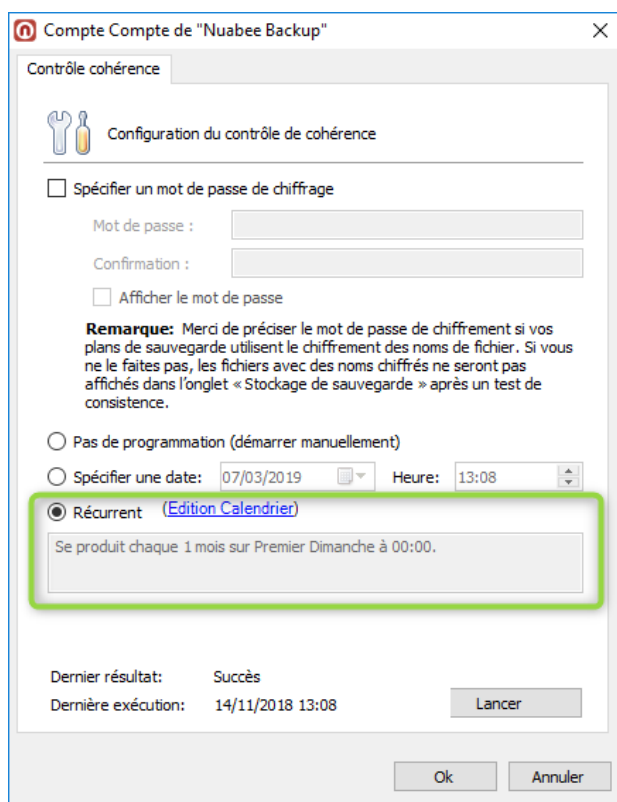 Compte Compte de "Nuabee Backup"
Contrôle cohérence
Configuration du contrôle de cohérence
Spécifier un mot de passe de chiffrage
Mot de passe :
Confirmation :
Afficher le mot de passe
Remarque: Merci de préciser le mot de passe de chiffrement si vos
plans de sauvegarde utilisent le chiffrement des noms de fichier. Si vous
ne le faites pas, les fichiers avec des noms chiffrés ne seront pas
affichés dans l'onglet « Stockage de sauvegarde » après un test de
consistence.
Pas de programmation (démarrer manuellement)
Spécifier une date: 07/03/2019 Heure: 13:08
Récurrent (Edition Calendrier)
Se produit chaque 1 mois sur Premier Dimanche à 00:00.
Dernier résultat: Succès
Dernière exécution: 14/11/2018 13:08 Lancer
Ok Annuler